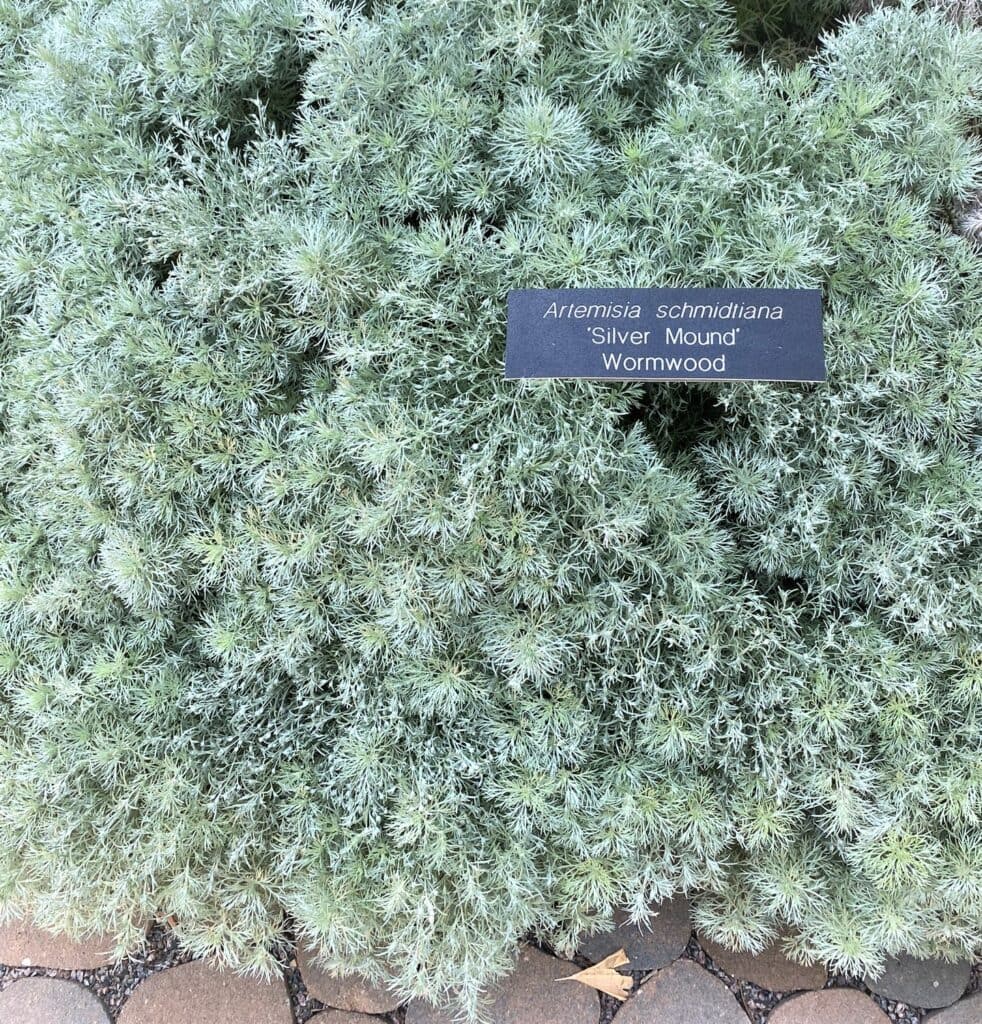 Artemisia schmidtiana
'Silver Mound'
Wormwood